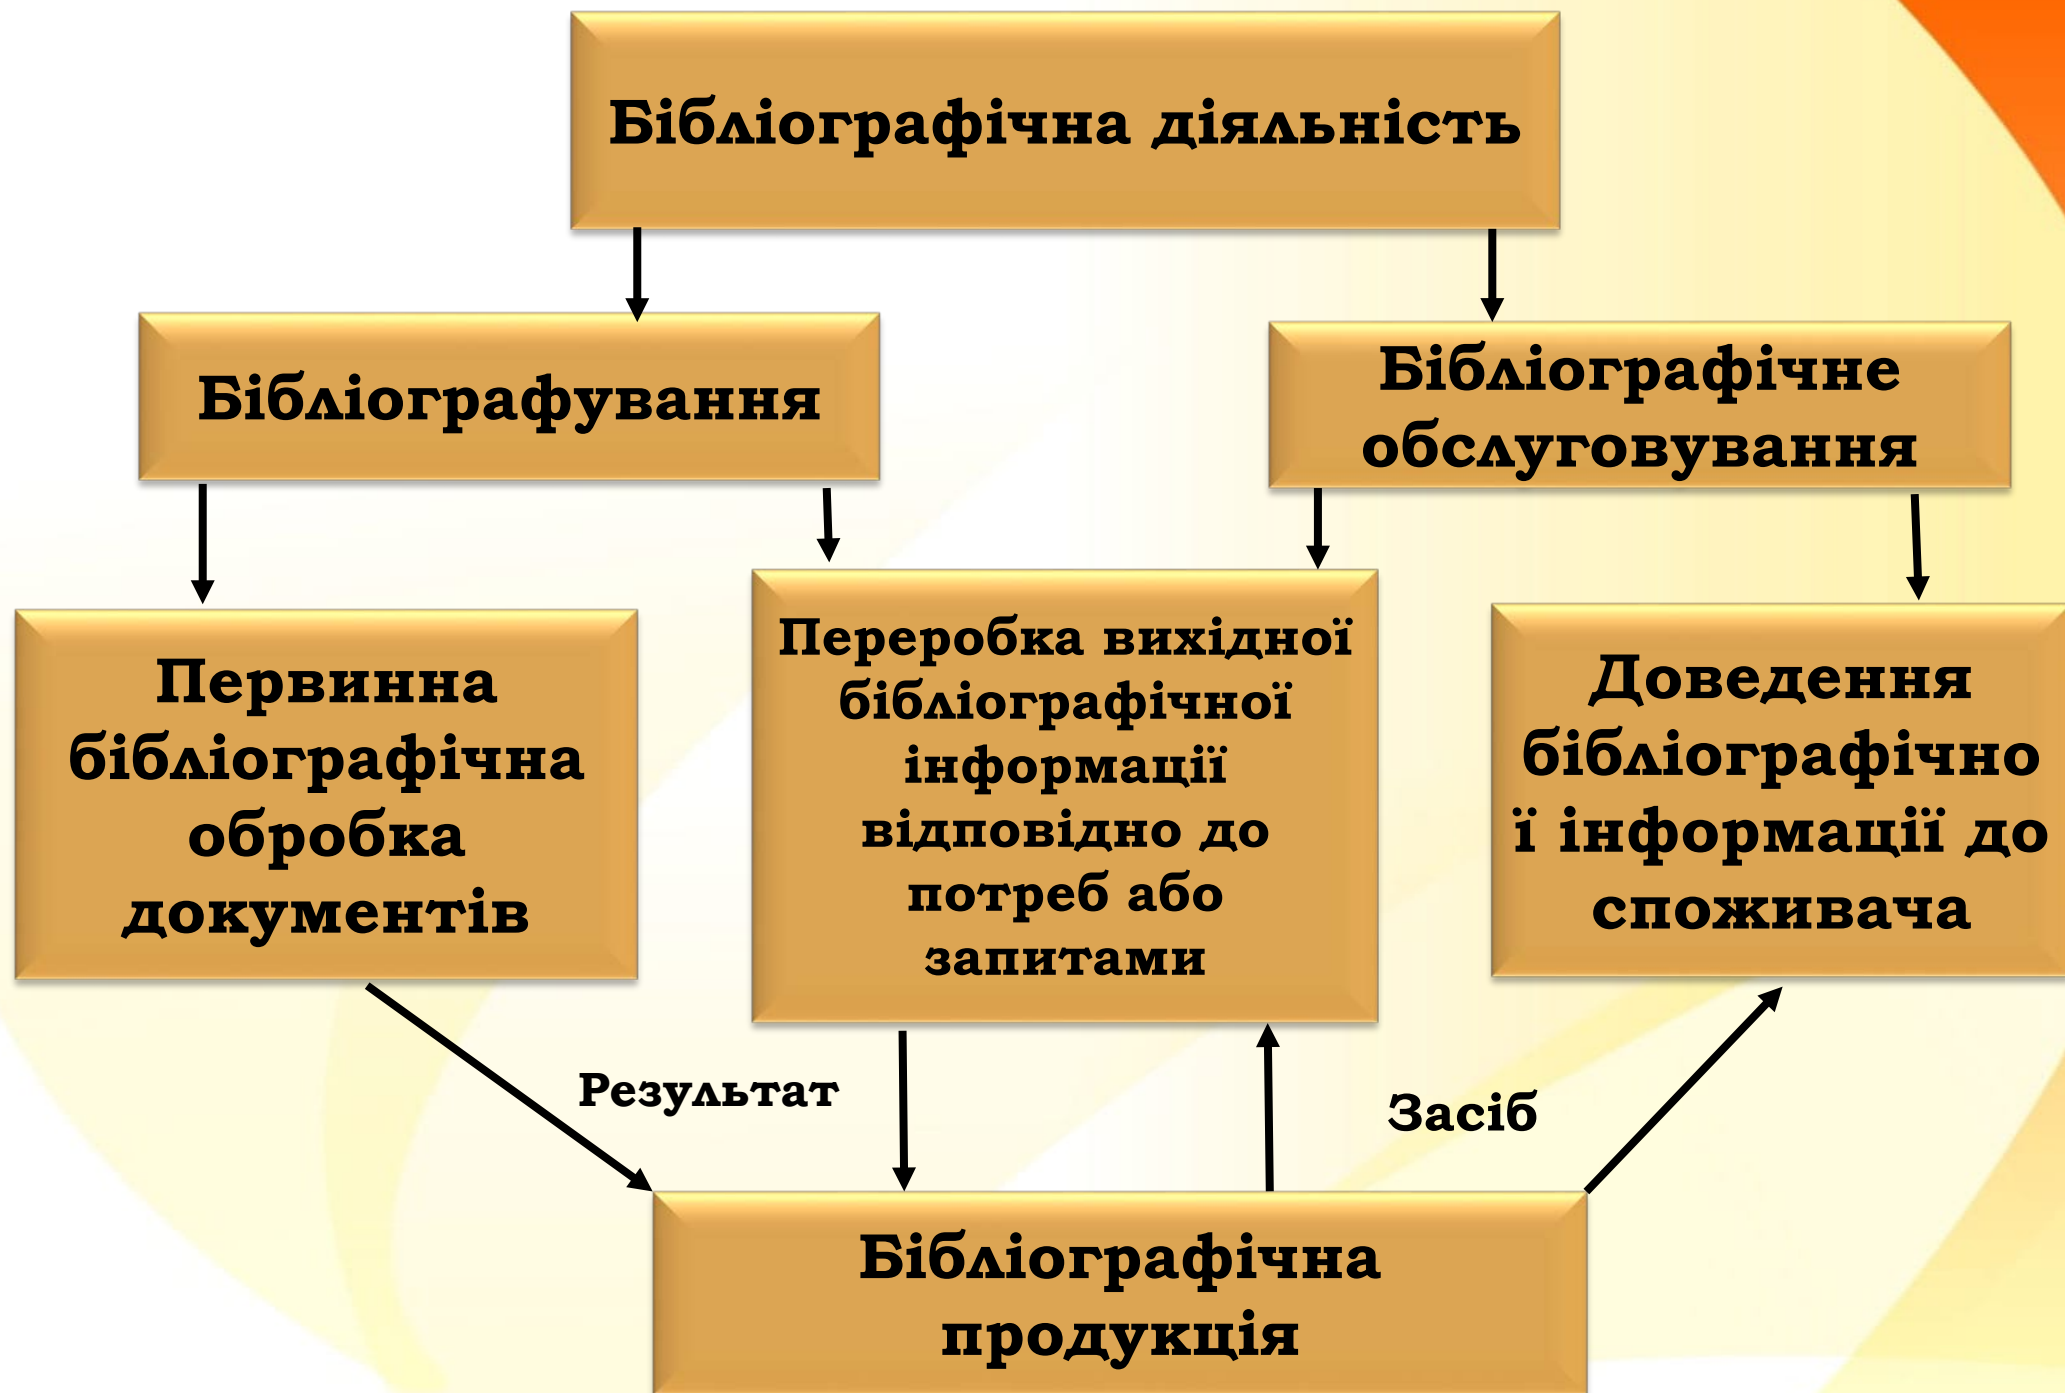 Бібліографічна діяльність
Бібліографування
Бібліографічне
обслуговування
Первинна
бібліографічна
обробка
документів
Переробка вихідної
бібліографічної
інформації
відповідно до
потреб або
запитами
Доведення
бібліографічно
ї інформації до
споживача
Результат
Засіб
Бібліографічна
продукція